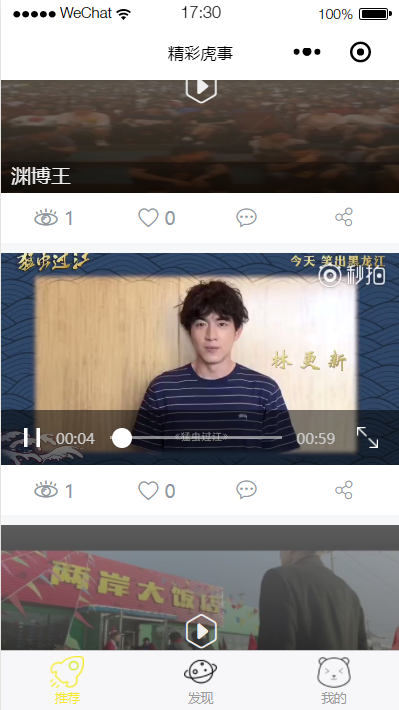 WeChat 17:30 100%
精彩虎事
渊博王
1 0
猛虫过江
今天 笑出黑龙江
秒拍
林更新
00:04 《猛虫过江》 00:59
1 0
两岸大饭店
推荐 发现 我的